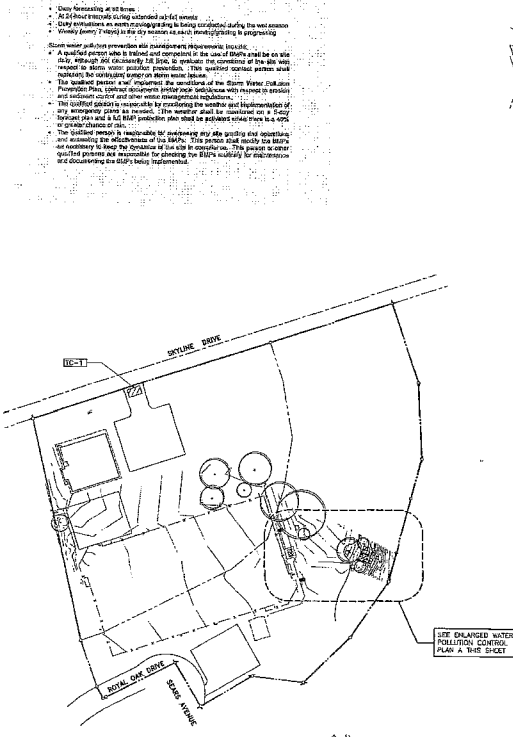 • Daily forecasting at all times
• At 24-hour intervals during extended rainfall events
• Daily evaluations as earth moving/grading is being conducted during the wet season
• Weekly (every 7 days) in the dry season as earth moving/grading is progressing
Storm water pollution prevention site management requirements include:
• A qualified person who is trained and competent in the use of BMPs shall be on site
daily, although not necessarily full time, to evaluate the conditions of the site with
respect to storm water pollution prevention. This qualified contact person shall
represent the contractor/owner on storm water issues.
• The qualified person shall implement the conditions of the Storm Water Pollution
Prevention Plan, contract documents and/or local ordinances with respect to erosion
and sediment control and other waste management regulations.
• The qualified person is responsible for monitoring the weather and implementation of
any emergency plans as needed. The weather shall be monitored on a 5-day
forecast plan and a full BMP protection plan shall be activated when there is a 40%
or greater chance of rain.
• The qualified person is responsible for overseeing any site grading and operations
and evaluating the effectiveness of the BMPs. This person shall modify the BMPs
as necessary to keep the dynamics of the site in compliance. This person or other
qualified persons are responsible for checking the BMPs routinely for maintenance
and documenting the BMPs being implemented.
SKYLINE DRIVE
TC-1
SEE ENLARGED WATER
POLLUTION CONTROL
PLAN A THIS SHEET
ROYAL OAK DRIVE
SEARS AVENUE